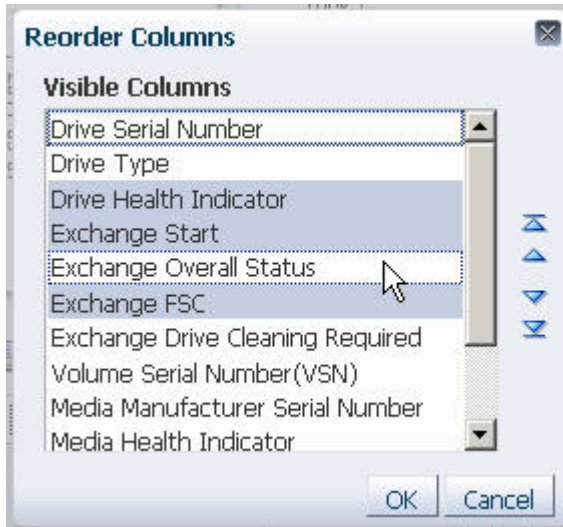 Reorder Columns
Visible Columns
Drive Serial Number
Drive Type
Drive Health Indicator
Exchange Start
Exchange Overall Status
Exchange FSC
Exchange Drive Cleaning Required
Volume Serial Number(VSN)
Media Manufacturer Serial Number
Media Health Indicator
OK
Cancel